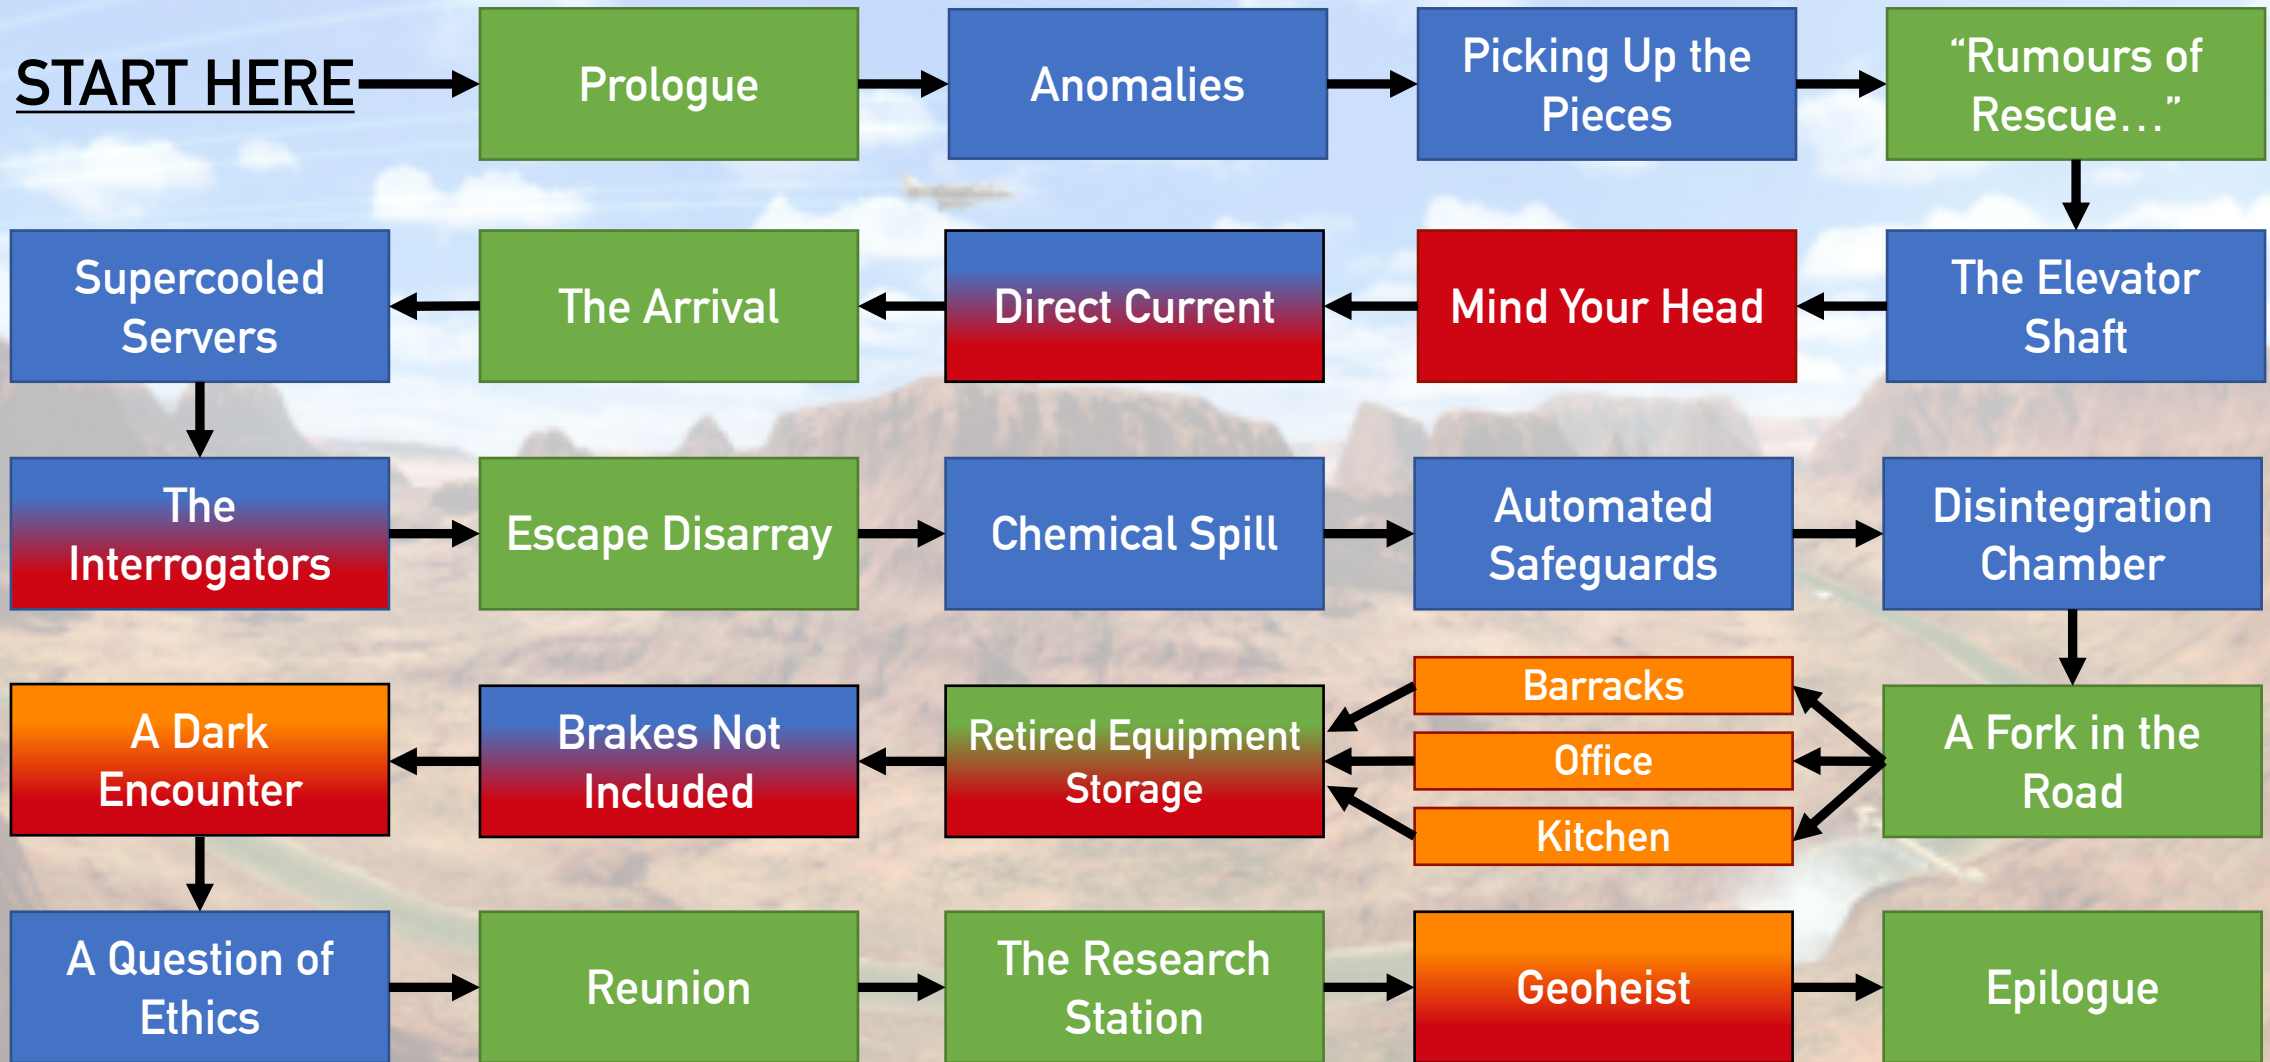 START HERE
Prologue
Anomalies
Picking Up the
Pieces
“Rumours of
Rescue...”
The Elevator
Shaft
Mind Your Head
Direct Current
The Arrival
Supercooled
Servers
The
Interrogators
Escape Disarray
Chemical Spill
Automated
Safeguards
Disintegration
Chamber
A Fork in the
Road
Barracks
Office
Kitchen
Retired Equipment
Storage
Brakes Not
Included
A Dark
Encounter
A Question of
Ethics
Reunion
The Research
Station
Geoheist
Epilogue